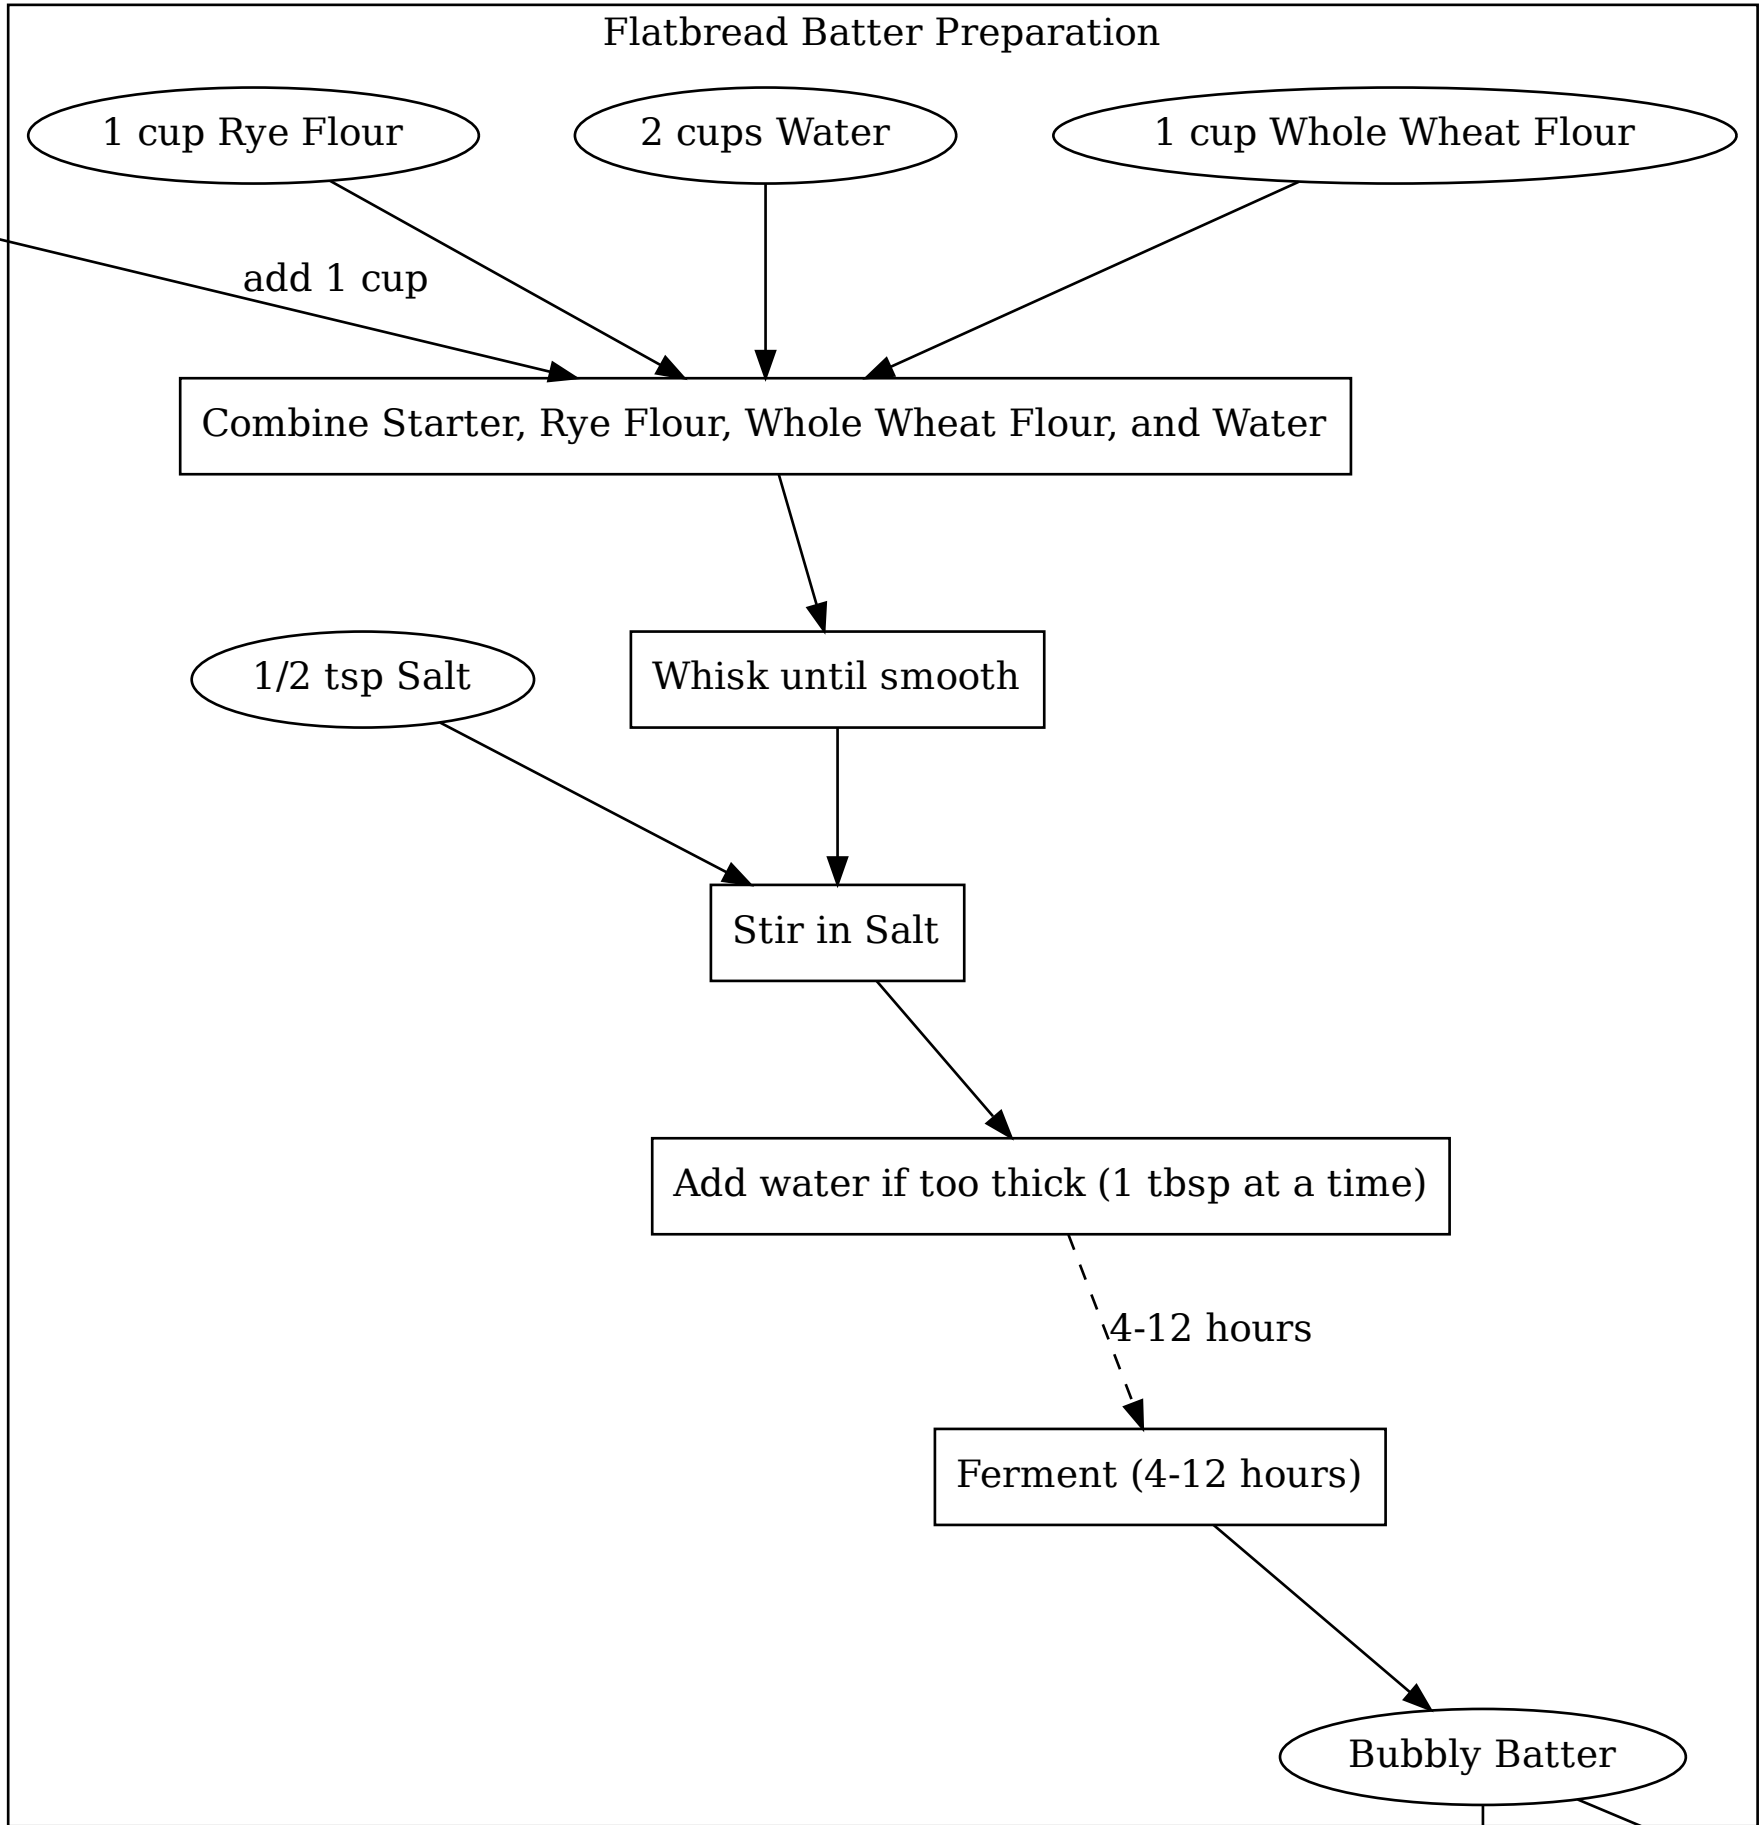 Flatbread Batter Preparation
1 cup Rye Flour
2 cups Water
1 cup Whole Wheat Flour
add 1 cup
Combine Starter, Rye Flour, Whole Wheat Flour, and Water
1/2 tsp Salt
Whisk until smooth
Stir in Salt
Add water if too thick (1 tbsp at a time)
4-12 hours
Ferment (4-12 hours)
Bubbly Batter